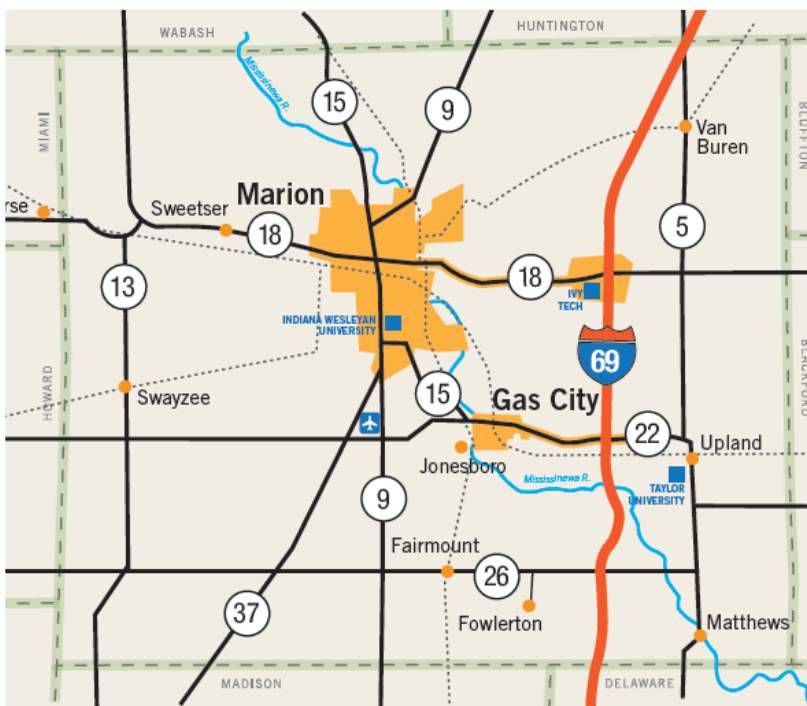 WABASH
HUNTINGTON
Mississinewa R.
15
9
MIAMI
BLUFTON
Van
Buren
rse
Sweetser
Marion
18
5
13
18
IVY
TECH
INDIANA WESLEYAN
UNIVERSITY
69
HOWARD
BLACKFORD
Swayzee
15
Gas City
22
Upland
Jonesboro
Mississinewa R.
TAYLOR
UNIVERSITY
9
Fairmount
26
37
Fowlerton
Matthews
MADISON
DELAWARE